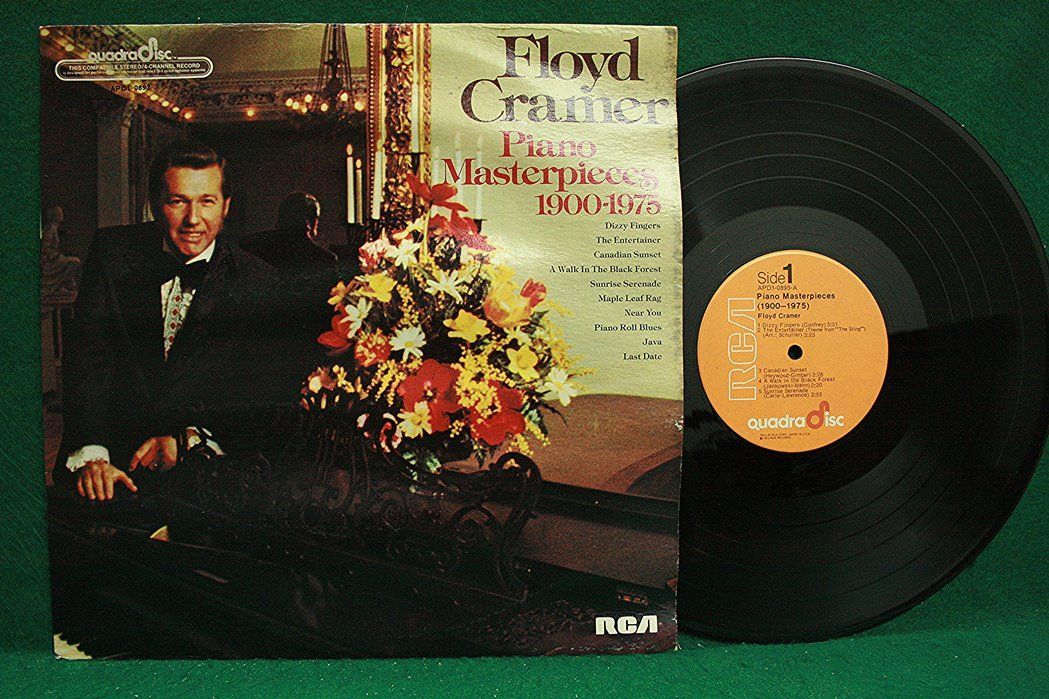 quadradisc
THIS COMPATIBLE STEREO/4 CHANNEL RECORD
APD1-0893
Floyd
Cramer
Piano
Masterpieces
1900-1975
Dizzy Fingers
The Entertainer
Canadian Sunset
A Walk In The Black Forest
Sunrise Serenade
Maple Leaf Rag
Near You
Piano Roll Blues
Java
Last Date
RCA
Side 1
APD1-0893-A
Piano Masterpieces
(1900-1975)
Floyd Cramer
1 Dizzy Fingers (Confrey) 3:31
2 The Entertainer (Theme from "The Sting")
(Arr.: Schuller) 3:23
3 Canadian Sunset
(Heywood-Gimbel) 2:28
4 A Walk in the Black Forest
(Jankowski-Mann) 2:20
5 Sunrise Serenade
(Carle-Lawrence) 2:53
RCA
quadradisc